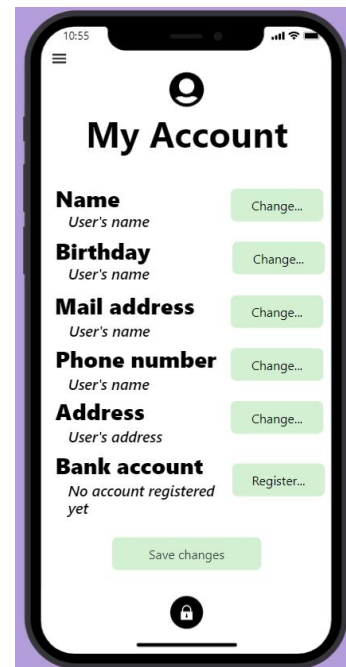 10:55
My Account
Name
Change...
User's name
Birthday
Change...
User's name
Mail address
Change...
User's name
Phone number
Change...
User's name
Address
Change...
User's address
Bank account
Register...
No account registered
yet
Save changes